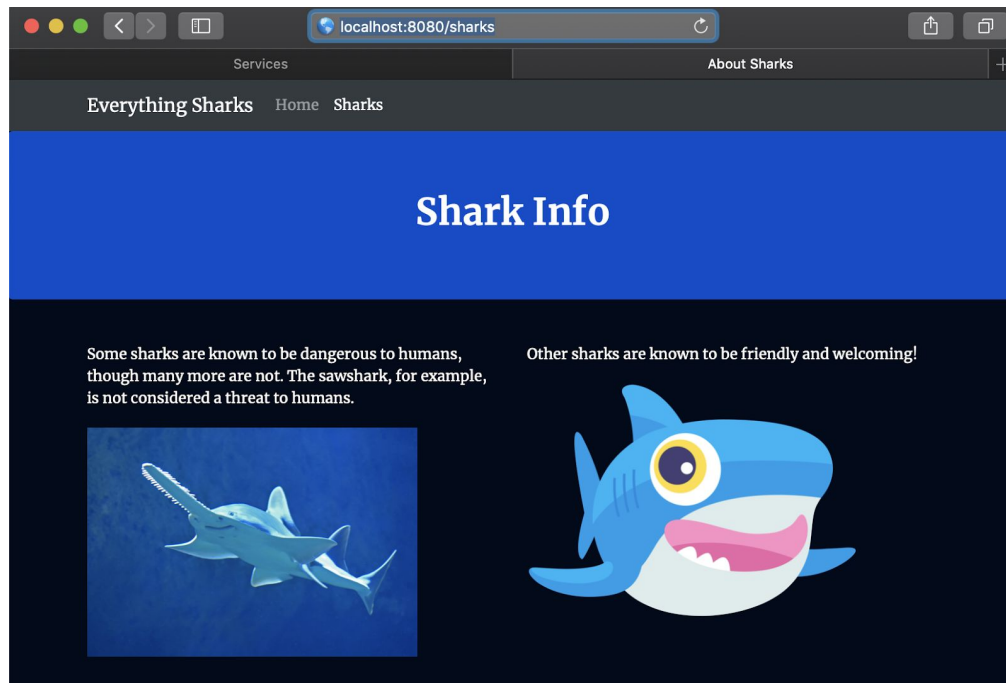 localhost:8080/sharks
Services
About Sharks
Everything Sharks Home Sharks
Shark Info
Some sharks are known to be dangerous to humans,
though many more are not. The sawshark, for example,
is not considered a threat to humans.
Other sharks are known to be friendly and welcoming!